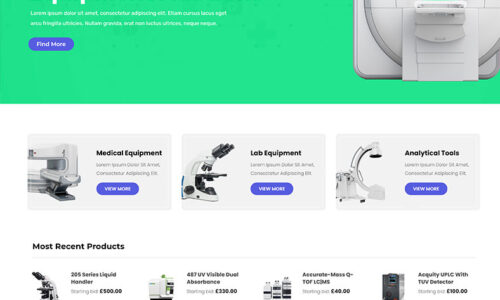 Lorem ipsum dolor sit amet, consectetur adipiscing elit. Etiam cursus lacus eget
arcu fringilla ultricies. Nullam gravida, erat non luctus ultrices, neque neque.
Find More
Medical Equipment
Lorem Ipsum Dolor Sit Amet,
Consectetur Adipiscing Elit.
VIEW MORE
Lab Equipment
Lorem Ipsum Dolor Sit Amet,
Consectetur Adipiscing Elit.
VIEW MORE
Analytical Tools
Lorem Ipsum Dolor Sit Amet,
Consectetur Adipiscing Elit.
VIEW MORE
Most Recent Products
205 Series Liquid
Handler
Starting bid: £500.00
487 UV Visible Dual
Absorbance
Starting bid: £330.00
Accurate-Mass Q-
TOF LC|MS
Starting bid: £40.00
Acquity UPLC With
TUV Detector
Starting bid: £100.00